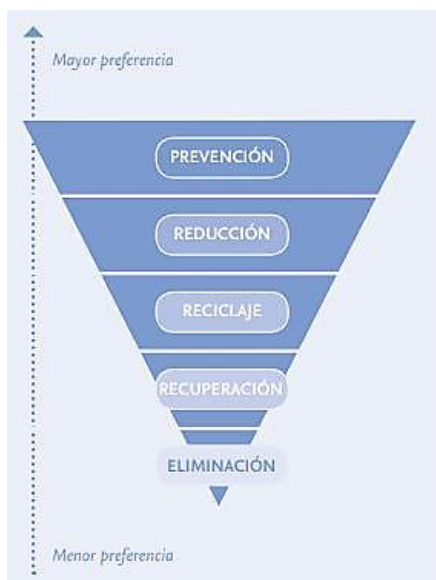 Mayor preferencia
PREVENCIÓN
REDUCCIÓN
RECICLAJE
RECUPERACIÓN
ELIMINACIÓN
Menor preferencia